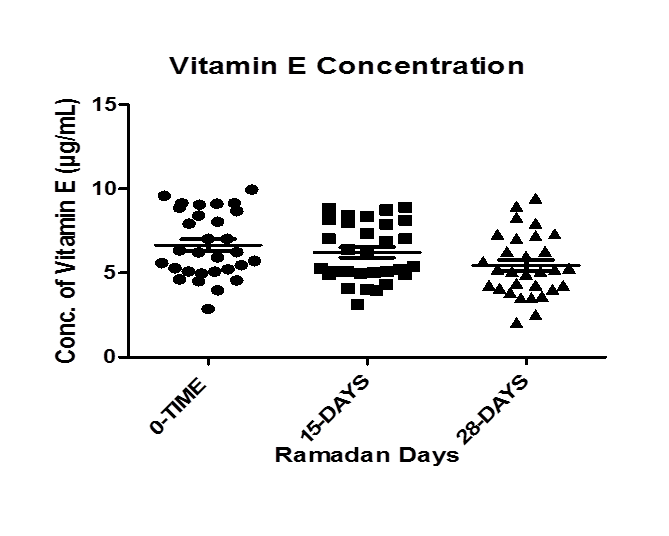 Vitamin E Concentration
Conc. of Vitamin E (µg/mL)
15
10
5
0
0-TIME
15-DAYS
28-DAYS
Ramadan Days